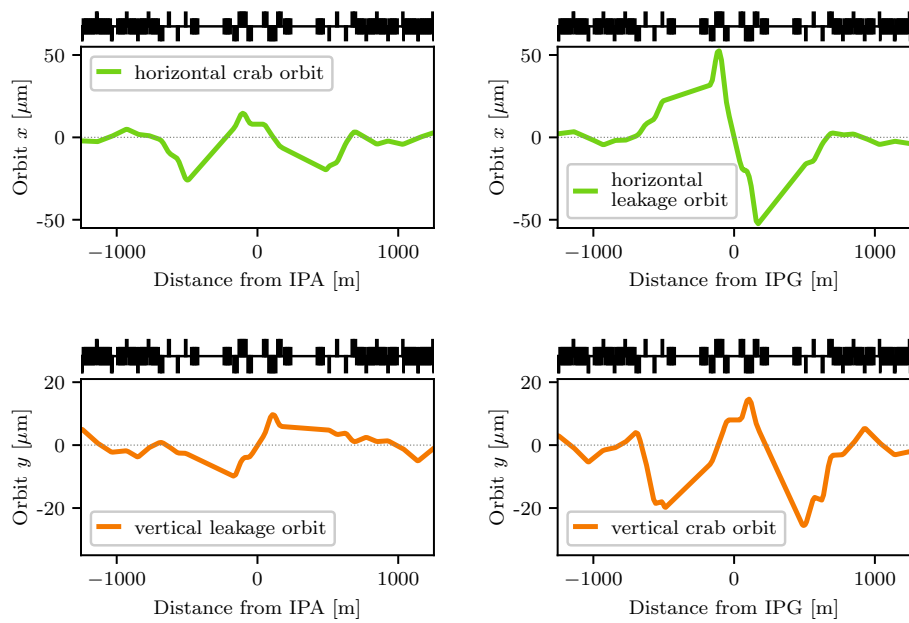 50
0
-50
Orbit x [μm]
horizontal crab orbit
−1000
0
1000
Distance from IPA [m]
50
0
-50
Orbit x [μm]
horizontal
leakage orbit
−1000
0
1000
Distance from IPG [m]
20
0
-20
Orbit y [μm]
vertical leakage orbit
−1000
0
1000
Distance from IPA [m]
20
0
-20
Orbit y [μm]
vertical crab orbit
−1000
0
1000
Distance from IPG [m]